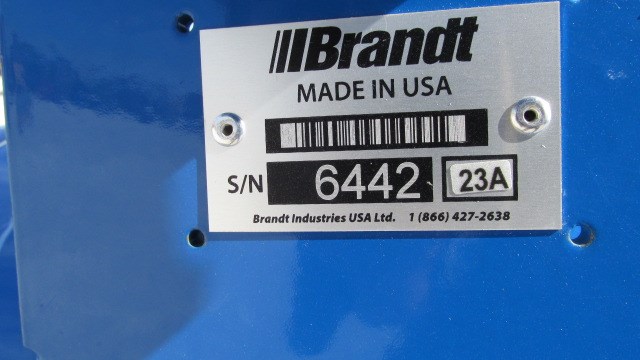 Brandt
MADE IN USA
S/N 6442 23A
Brandt Industries USA Ltd. 1 (866) 427-2638